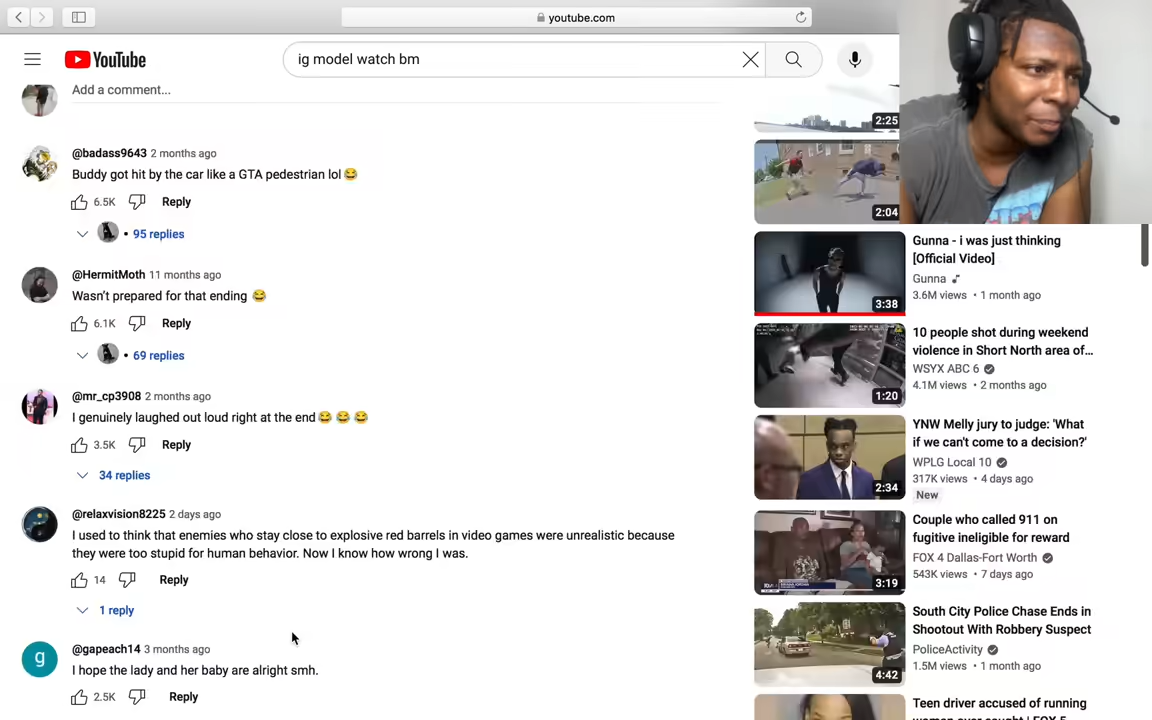 youtube.com
YouTube
ig model watch bm
Add a comment...
@badass9643 2 months ago
Buddy got hit by the car like a GTA pedestrian lol😂
6.5K Reply
• 95 replies
@HermitMoth 11 months ago
Wasn't prepared for that ending 😂
6.1K Reply
• 69 replies
@mr_cp3908 2 months ago
I genuinely laughed out loud right at the end😂 😂 😂
3.5K Reply
34 replies
@relaxvision8225 2 days ago
I used to think that enemies who stay close to explosive red barrels in video games were unrealistic because
they were too stupid for human behavior. Now I know how wrong I was.
14 Reply
1 reply
g
@gapeach14 3 months ago
I hope the lady and her baby are alright smh.
2.5K Reply
2:25
2:04
Gunna - i was just thinking
[Official Video]
Gunna
3.6M views • 1 month ago
3:38
10 people shot during weekend
violence in Short North area of...
WSYX ABC 6
4.1M views • 2 months ago
1:20
YNW Melly jury to judge: 'What
if we can't come to a decision?'
WPLG Local 10
317K views • 4 days ago
New
2:34
Couple who called 911 on
fugitive ineligible for reward
FOX 4 Dallas-Fort Worth
543K views • 7 days ago
3:19
South City Police Chase Ends in
Shootout With Robbery Suspect
PoliceActivity
1.5M views • 1 month ago
4:42
Teen driver accused of running